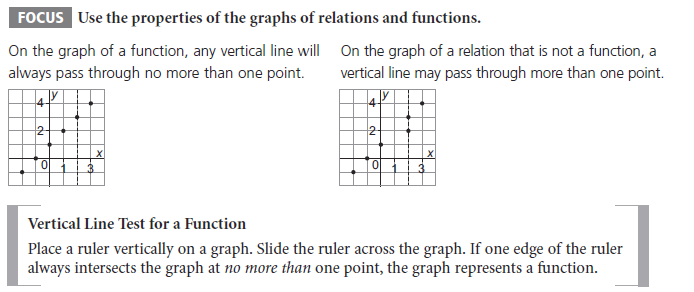 FOCUS Use the properties of the graphs of relations and functions.
On the graph of a function, any vertical line will
always pass through no more than one point.
On the graph of a relation that is not a function, a
vertical line may pass through more than one point.
y
4
2
x
0 1 3
y
4
2
x
0 1 3
Vertical Line Test for a Function
Place a ruler vertically on a graph. Slide the ruler across the graph. If one edge of the ruler
always intersects the graph at no more than one point, the graph represents a function.